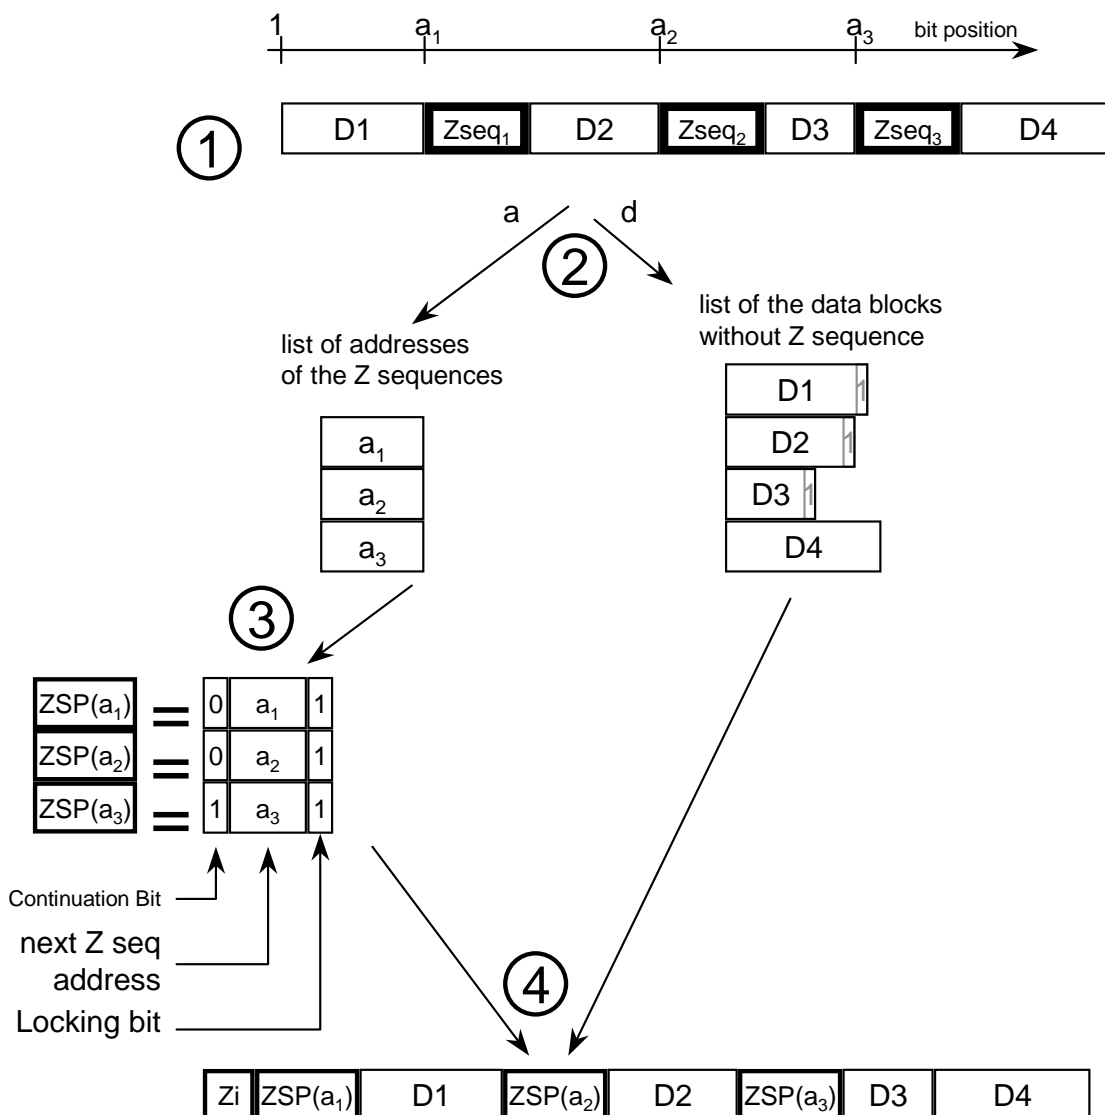 1 a₁ a₂ a₃ bit position
D1 Zseq₁ D2 Zseq₂ D3 Zseq₃ D4
1
a d
2
list of addresses
of the Z sequences
list of the data blocks
without Z sequence
a₁
a₂
a₃
D1 1
D2 1
D3 1
D4
3
ZSP(a₁) = 0 a₁ 1
ZSP(a₂) = 0 a₂ 1
ZSP(a₃) = 1 a₃ 1
Continuation Bit
next Z seq
address
Locking bit
4
Zi ZSP(a₁) D1 ZSP(a₂) D2 ZSP(a₃) D3 D4